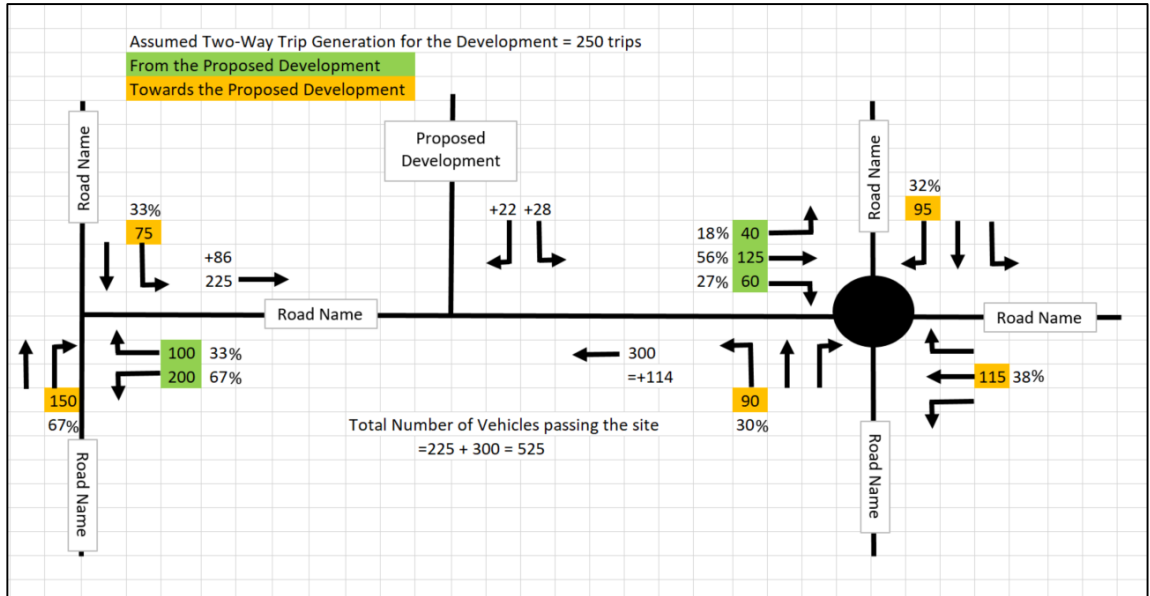 Assumed Two-Way Trip Generation for the Development = 250 trips
From the Proposed Development
Towards the Proposed Development
Road Name
Proposed
Development
Road Name
33%
75
+86
225
+22 +28
18% 40
56% 125
27% 60
32%
95
Road Name
Road Name
100 33%
200 67%
150
67%
300
=+114
90
30%
115 38%
Total Number of Vehicles passing the site
=225 + 300 = 525
Road Name
Road Name